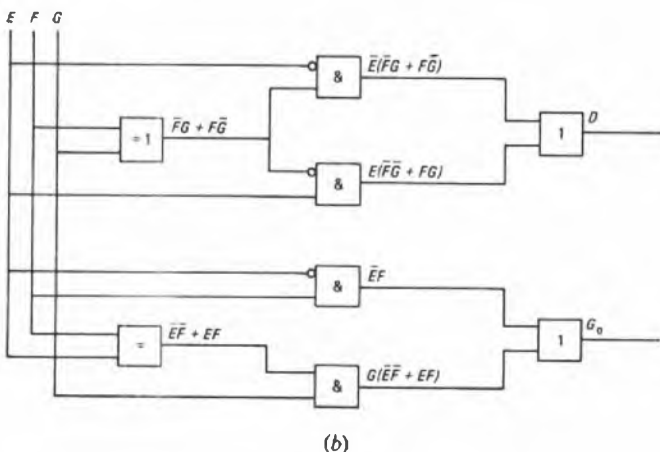 E F G
& Ē(F̄G + FḠ)
= 1 F̄G + FḠ
1 D
& E(F̄Ḡ + FG)
& ĒF
= ĒF̄ + EF
1 G₀
& G(ĒF̄ + EF)
(b)